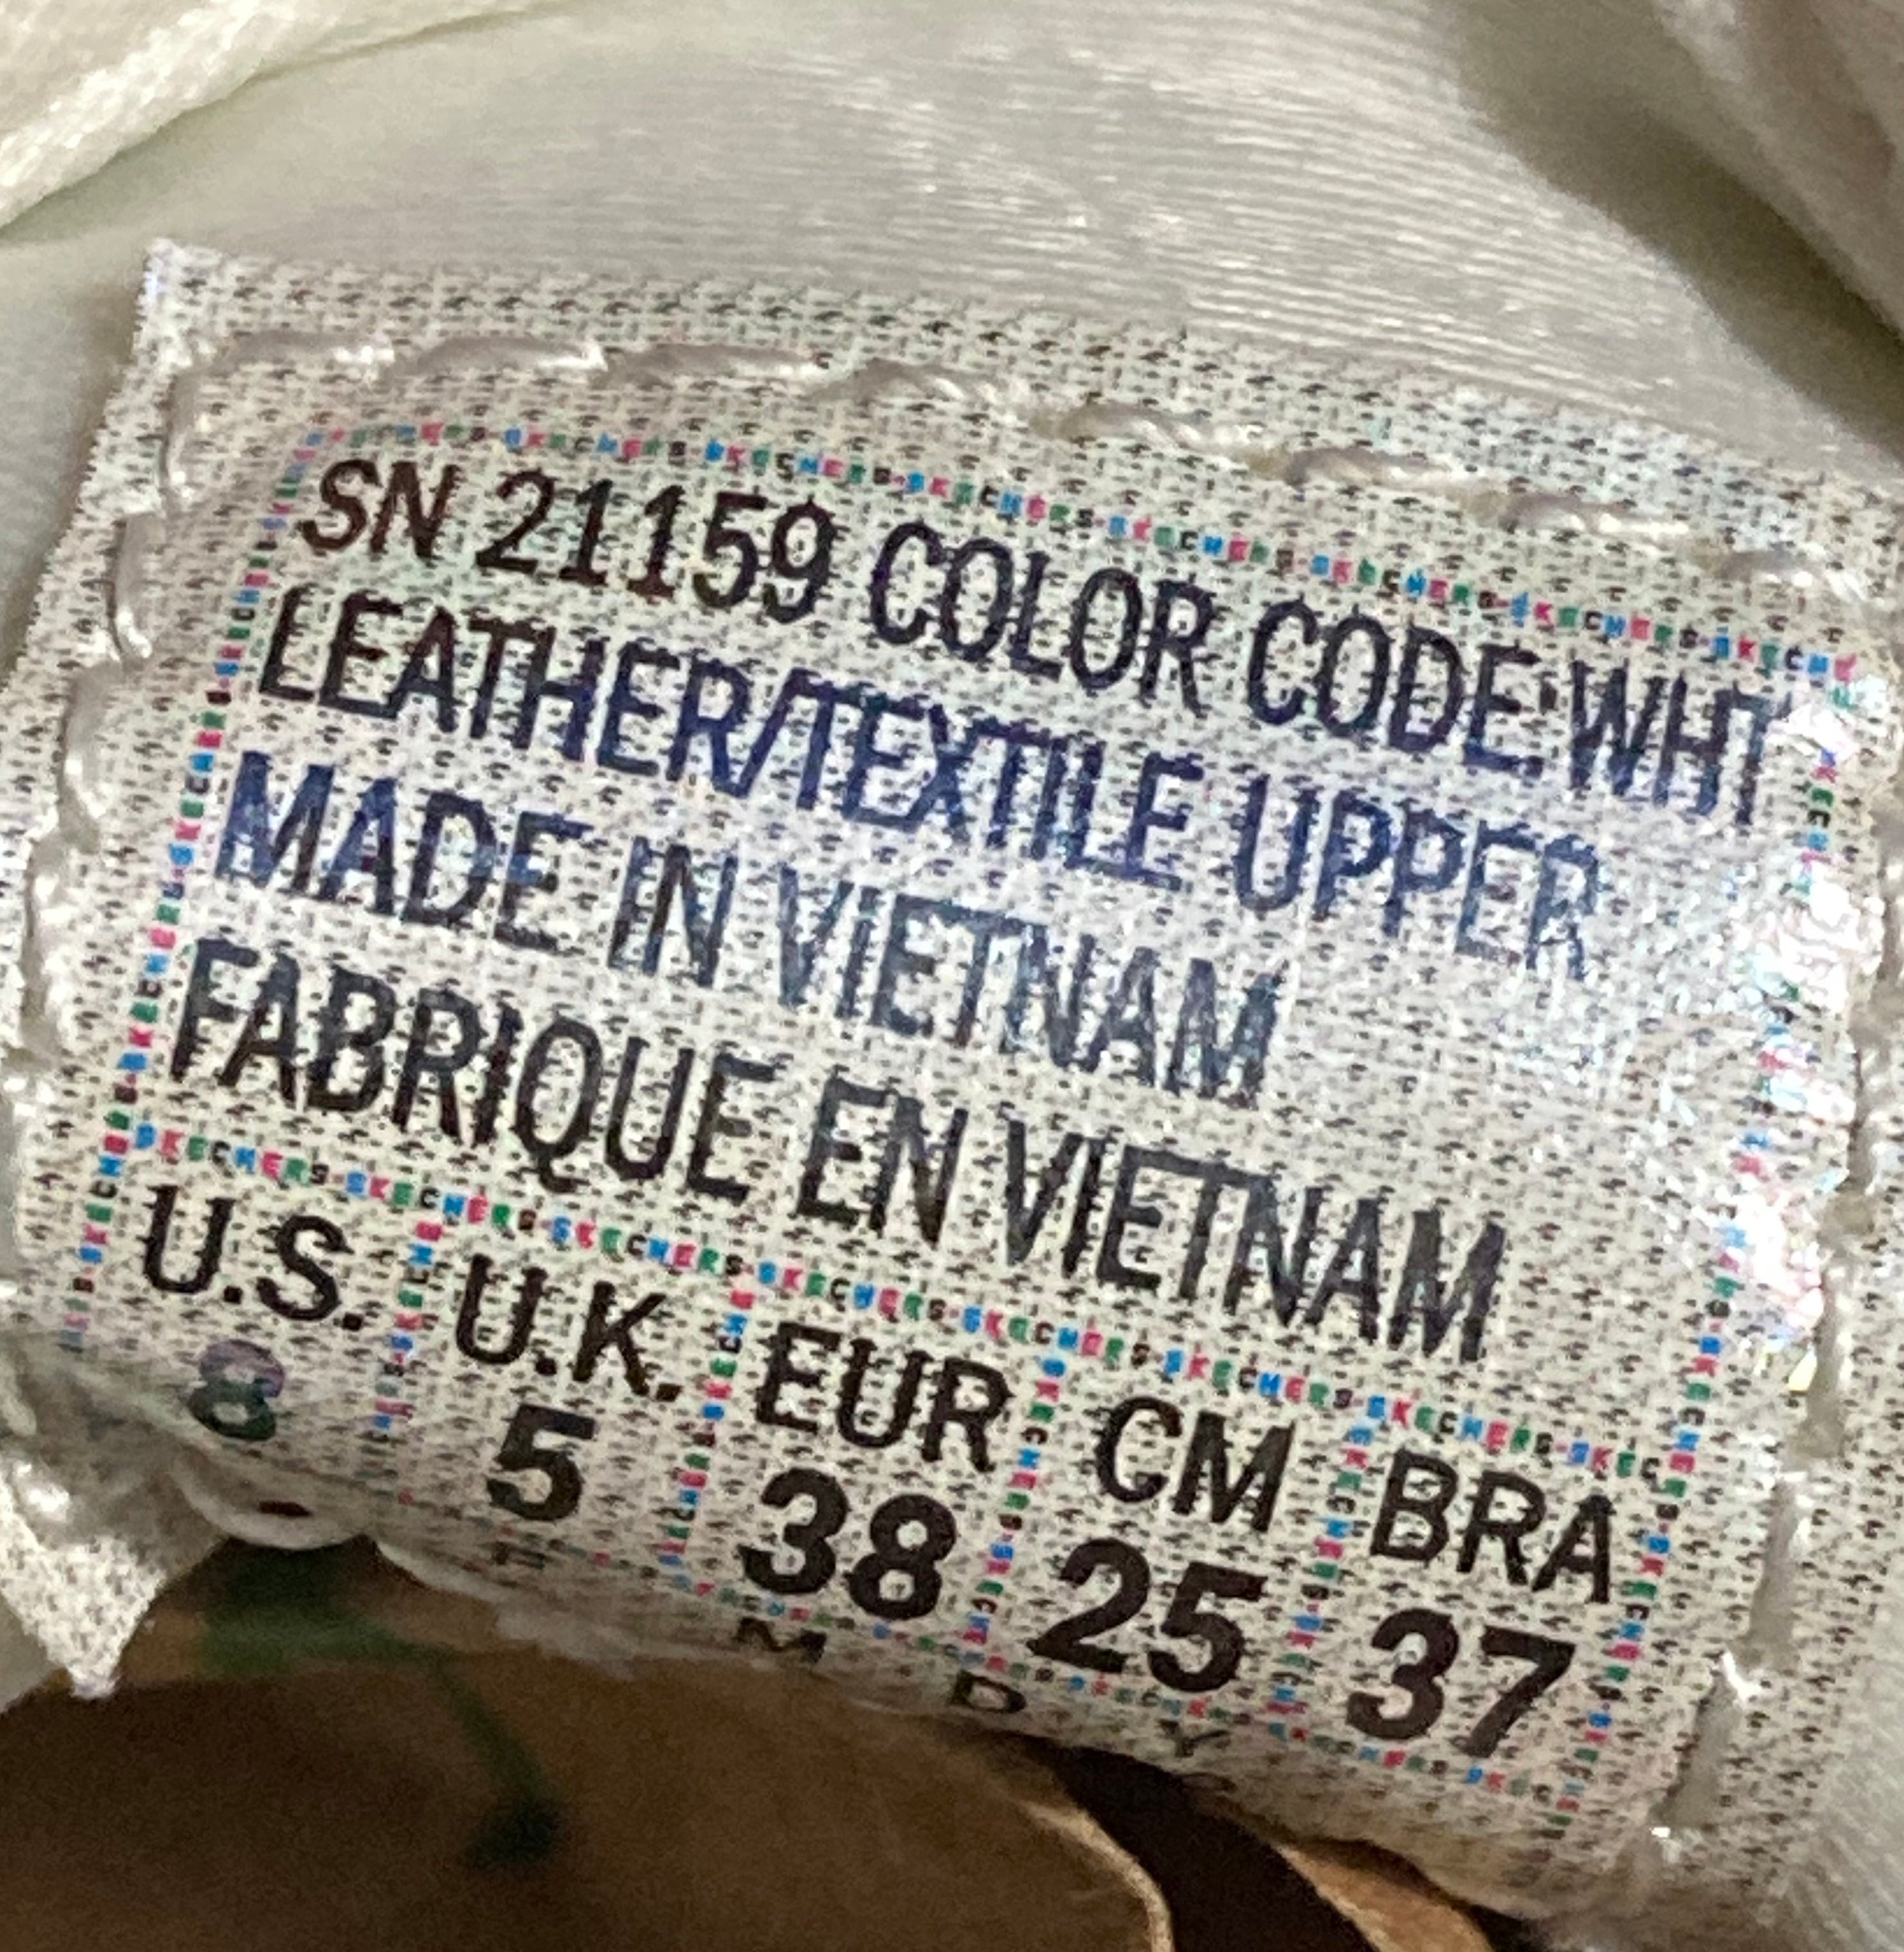 SN 21159 COLOR CODE:WHT
LEATHER/TEXTILE UPPER
MADE IN VIETNAM
FABRIQUE EN VIETNAM
U.S. U.K. EUR CM BRA
8 5 38 25 37